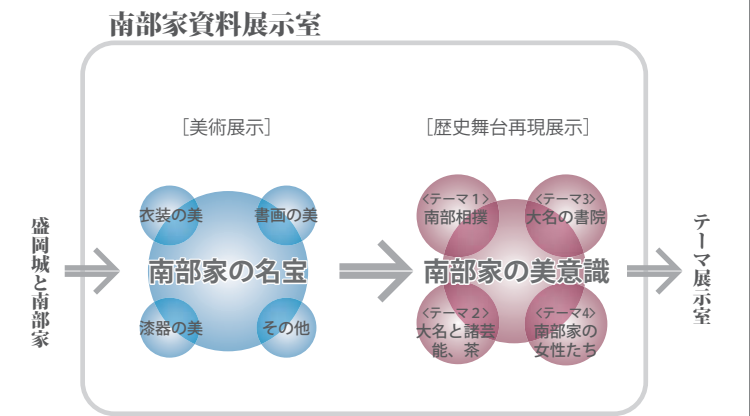 南部家資料展示室
盛岡城と南部家
［美術展示］
衣装の美
書画の美
南部家の名宝
漆器の美
その他
［歴史舞台再現展示］
〈テーマ1〉
南部相撲
〈テーマ3〉
大名の書院
南部家の美意識
〈テーマ2〉
大名と諸芸
能、茶
〈テーマ4〉
南部家の
女性たち
テーマ展示室